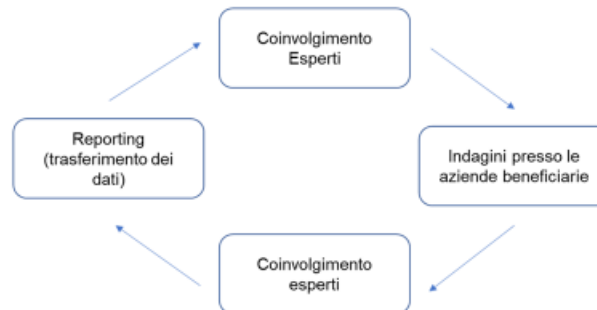 Coinvolgimento
Esperti
Reporting
(trasferimento dei
dati)
Indagini presso le
aziende beneficiarie
Coinvolgimento
esperti